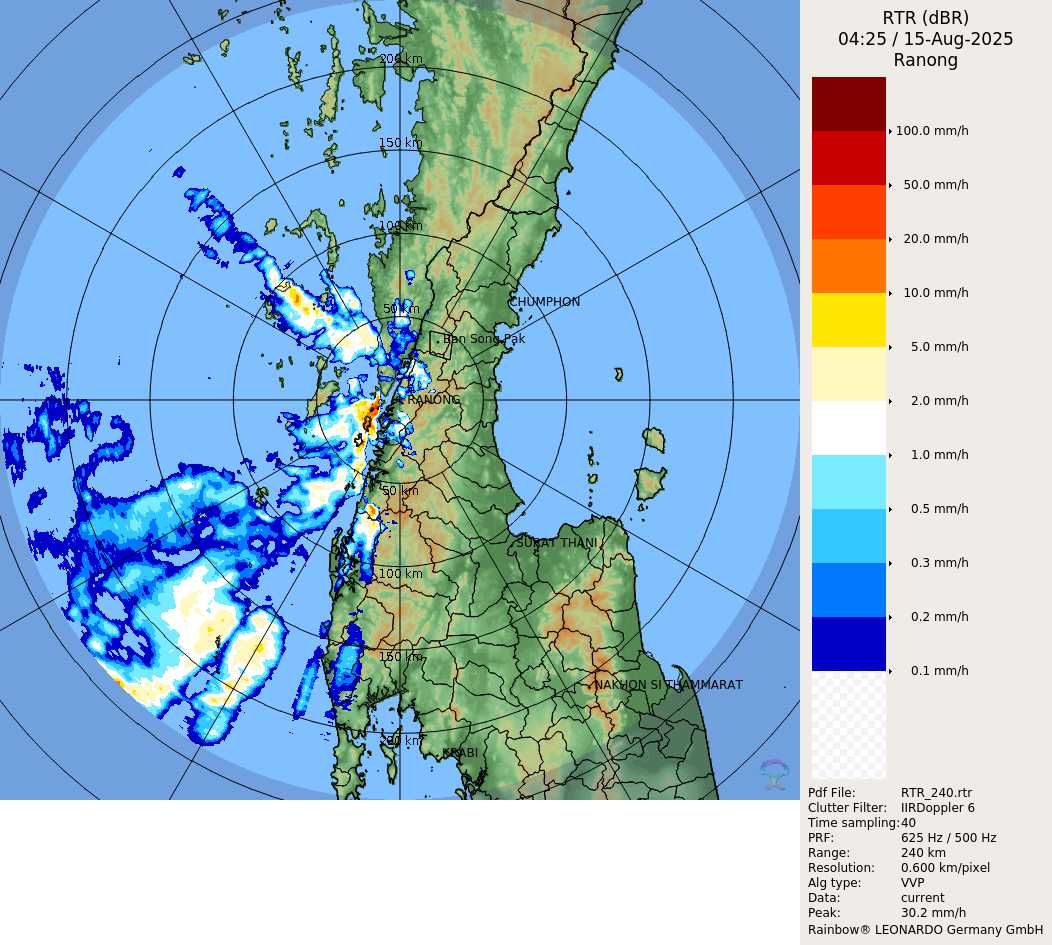 RTR (dBR)
04:25 / 15-Aug-2025
Ranong
200 km
150 km
100 km
50 km
CHUMPHON
Ban Song Pak
RANONG
50 km
SURAT THANI
100 km
150 km
NAKHON SI THAMMARAT
200 km
KRABI
100.0 mm/h
50.0 mm/h
20.0 mm/h
10.0 mm/h
5.0 mm/h
2.0 mm/h
1.0 mm/h
0.5 mm/h
0.3 mm/h
0.2 mm/h
0.1 mm/h
Pdf File: RTR_240.rtr
Clutter Filter: IIRDoppler 6
Time sampling:40
PRF: 625 Hz / 500 Hz
Range: 240 km
Resolution: 0.600 km/pixel
Alg type: VVP
Data: current
Peak: 30.2 mm/h
Rainbow® LEONARDO Germany GmbH